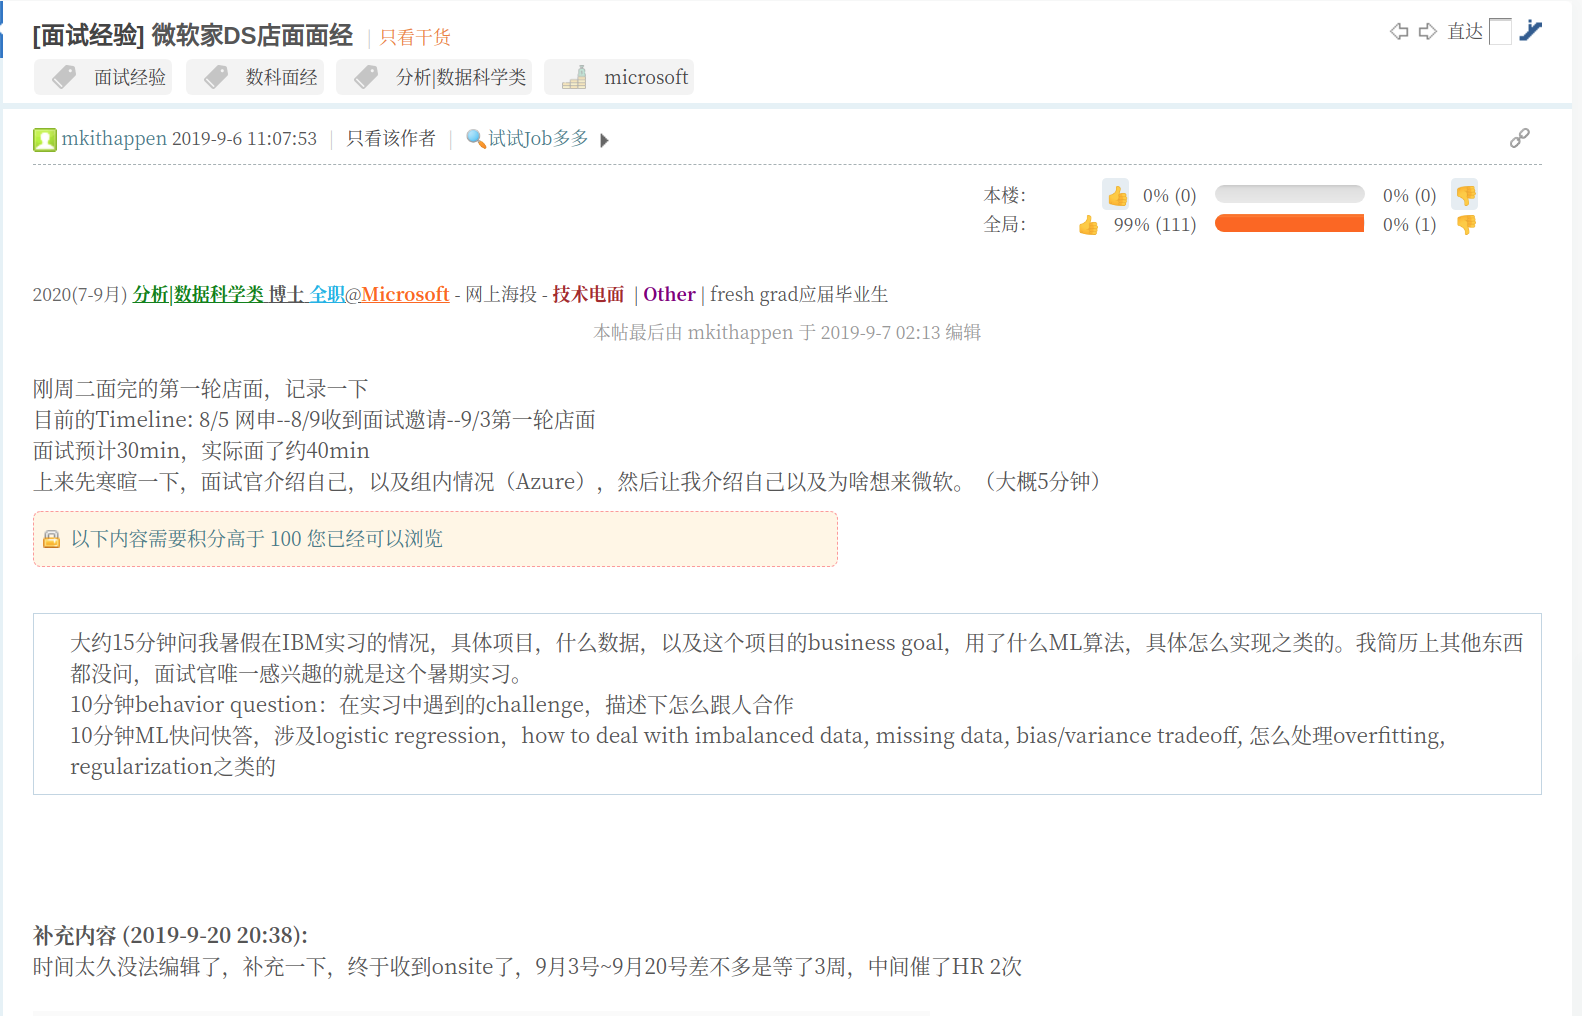 [面试经验] 微软家DS店面面经 | 只看干货
直达
面试经验 数科面经 分析|数据科学类 microsoft
mkithappen 2019-9-6 11:07:53 | 只看该作者 | 试试Job多多
本楼： 0% (0) 0% (0)
全局： 99% (111) 0% (1)
2020(7-9月) 分析|数据科学类 博士 全职@Microsoft - 网上海投 - 技术电面 | Other | fresh grad应届毕业生
本帖最后由 mkithappen 于 2019-9-7 02:13 编辑
刚周二面完的第一轮店面，记录一下
目前的Timeline: 8/5 网申--8/9收到面试邀请--9/3第一轮店面
面试预计30min，实际面了约40min
上来先寒暄一下，面试官介绍自己，以及组内情况（Azure），然后让我介绍自己以及为啥想来微软。（大概5分钟）
以下内容需要积分高于 100 您已经可以浏览
大约15分钟问我暑假在IBM实习的情况，具体项目，什么数据，以及这个项目的business goal，用了什么ML算法，具体怎么实现之类的。我简历上其他东西
都没问，面试官唯一感兴趣的就是这个暑期实习。
10分钟behavior question：在实习中遇到的challenge，描述下怎么跟人合作
10分钟ML快问快答，涉及logistic regression，how to deal with imbalanced data, missing data, bias/variance tradeoff, 怎么处理overfitting,
regularization之类的
补充内容 (2019-9-20 20:38):
时间太久没法编辑了，补充一下，终于收到onsite了，9月3号~9月20号差不多是等了3周，中间催了HR 2次